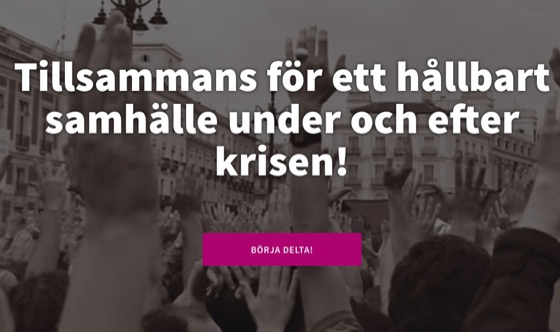 Tillsammans för ett hållbart
samhälle under och efter
krisen!
BÖRJA DELTA!